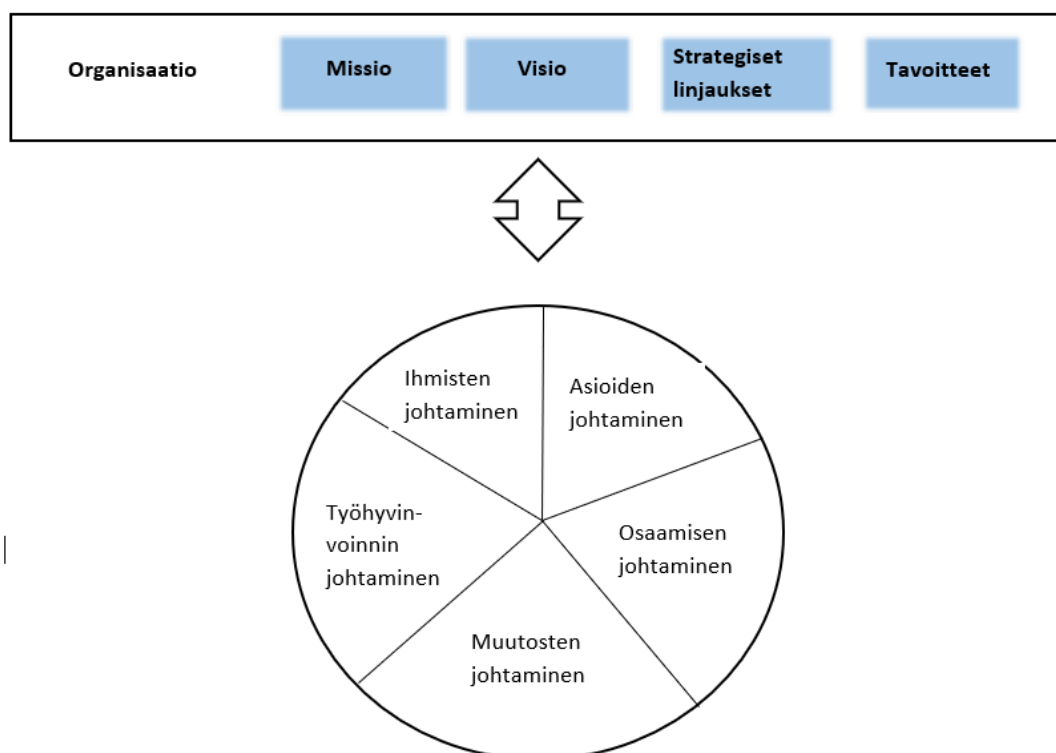 Organisaatio
Missio
Visio
Strategiset
linjaukset
Tavoitteet
Ihmisten
johtaminen
Asioiden
johtaminen
Työhyvin-
voinnin
johtaminen
Osaamisen
johtaminen
Muutosten
johtaminen